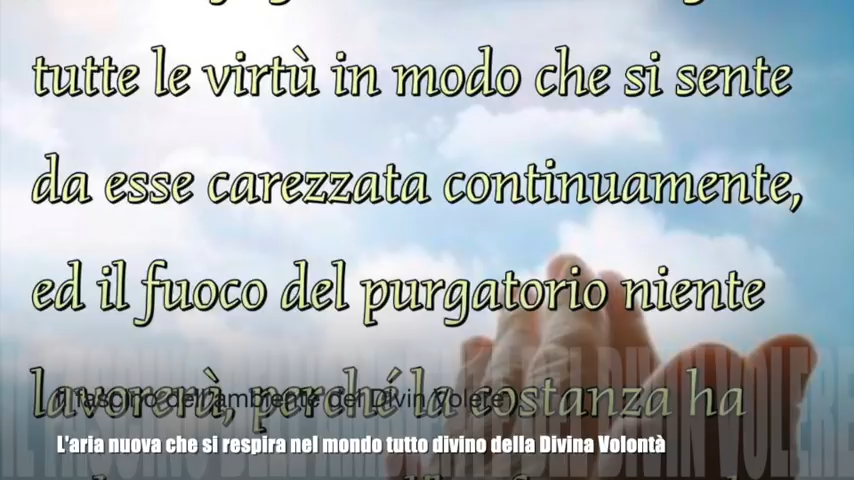 tutte le virtù in modo che si sente
da esse carezzata continuamente,
ed il fuoco del purgatorio niente
lavorerà, perché la costanza ha
Il fascino dell'ambiente del Divin Volere
L'aria nuova che si respira nel mondo tutto divino della Divina Volontà